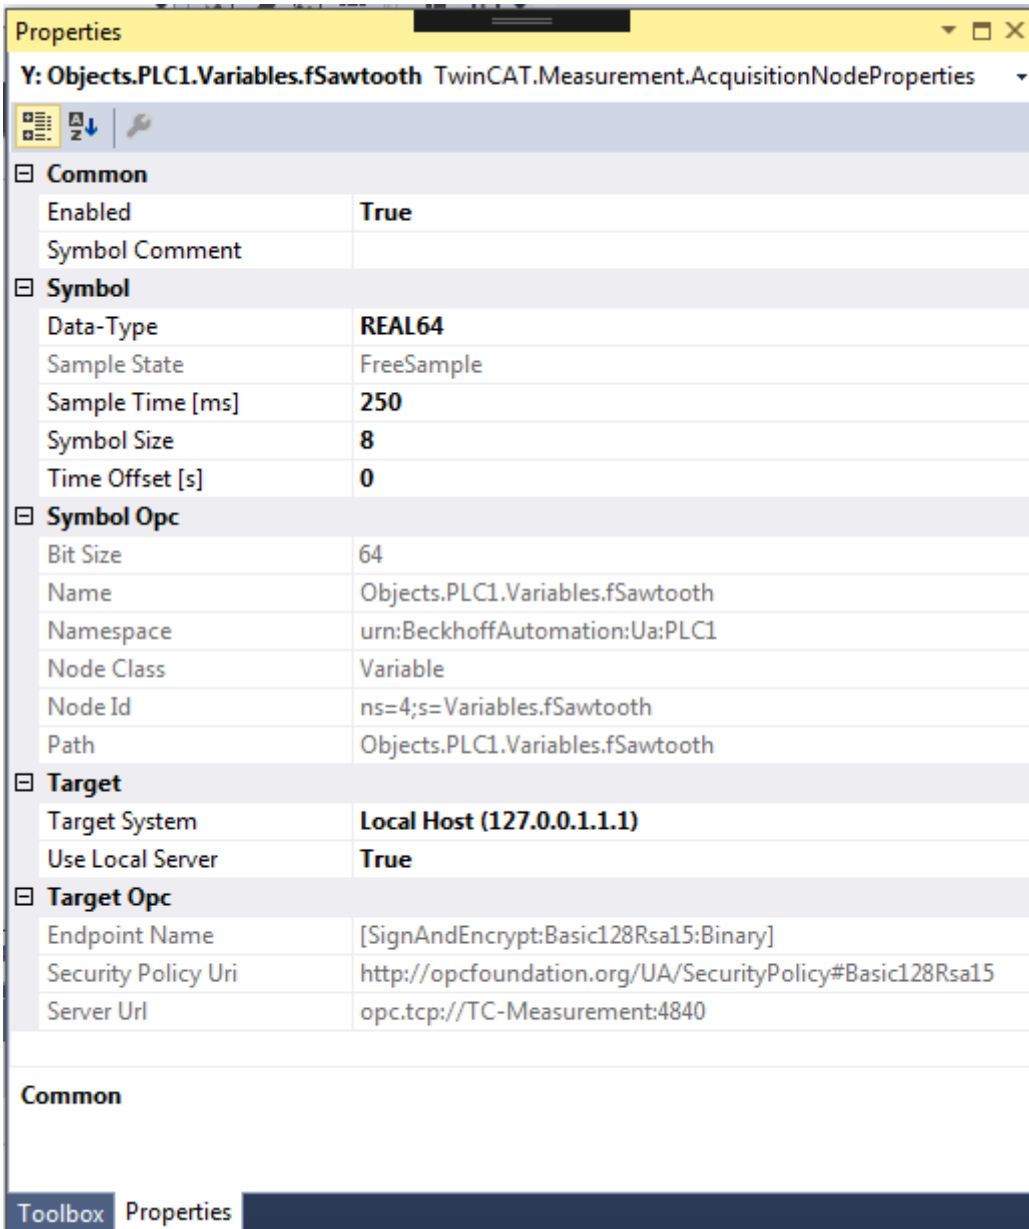 Properties
Y: Objects.PLC1.Variables.fSawtooth TwinCAT.Measurement.AcquisitionNodeProperties
Common
Enabled True
Symbol Comment
Symbol
Data-Type REAL64
Sample State FreeSample
Sample Time [ms] 250
Symbol Size 8
Time Offset [s] 0
Symbol Opc
Bit Size 64
Name Objects.PLC1.Variables.fSawtooth
Namespace urn:BeckhoffAutomation:Ua:PLC1
Node Class Variable
Node Id ns=4;s=Variables.fSawtooth
Path Objects.PLC1.Variables.fSawtooth
Target
Target System Local Host (127.0.0.1.1.1)
Use Local Server True
Target Opc
Endpoint Name [SignAndEncrypt:Basic128Rsa15:Binary]
Security Policy Uri http://opcfoundation.org/UA/SecurityPolicy#Basic128Rsa15
Server Url opc.tcp://TC-Measurement:4840
Common
Toolbox Properties